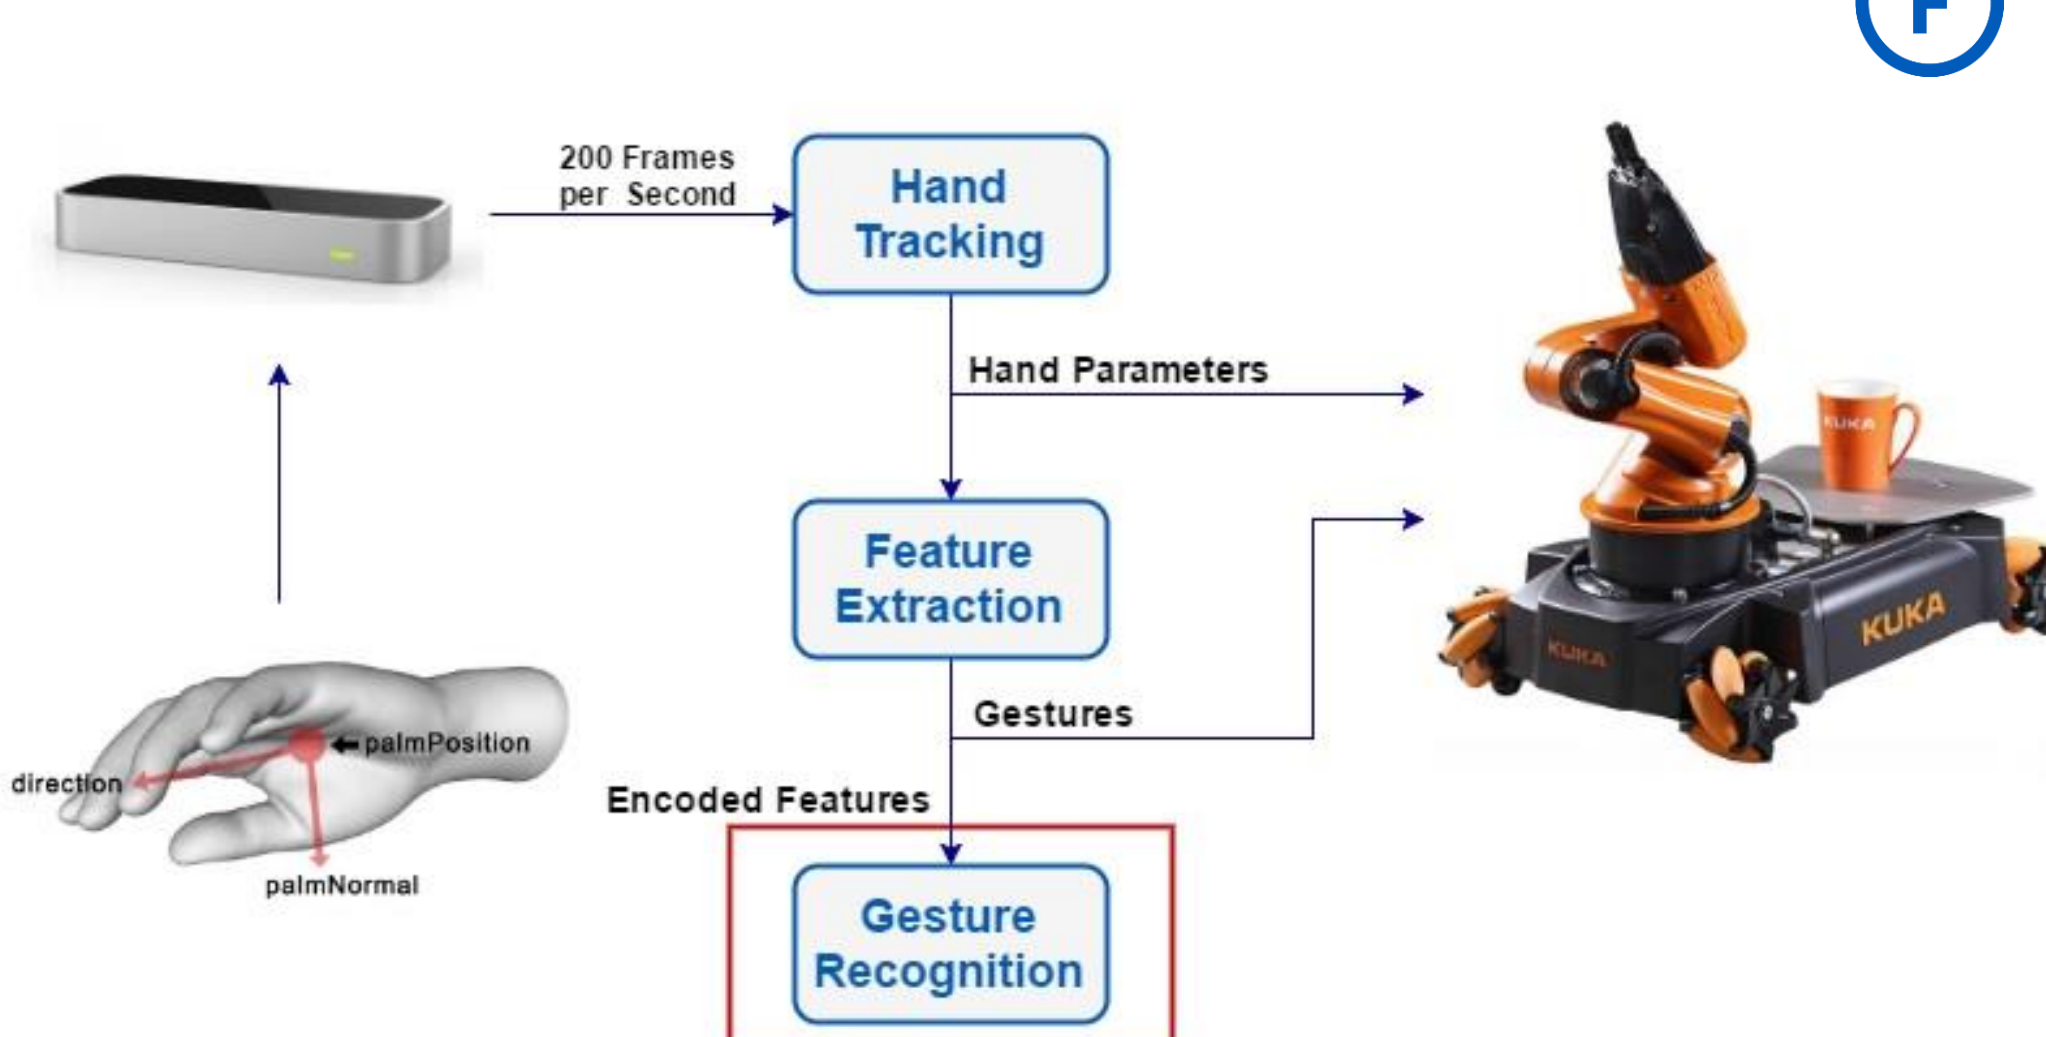 F
200 Frames
per Second
Hand
Tracking
Hand Parameters
KUKA
Feature
Extraction
KUKA
KUKA
Gestures
palmPosition
direction
Encoded Features
palmNormal
Gesture
Recognition